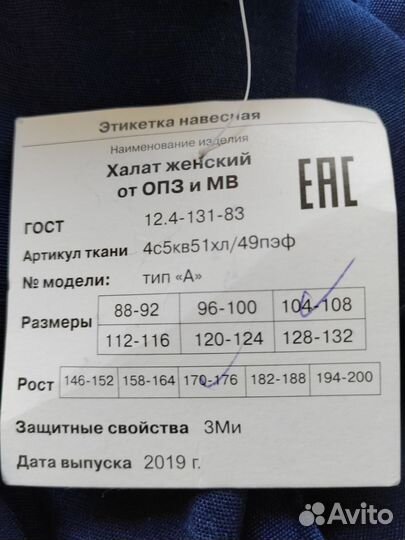 Этикетка навесная
Наименование изделия
Халат женский
от ОПЗ и МВ
EAC
ГОСТ 12.4-131-83
Артикул ткани 4с5кв51хл/49пэф
№ модели: тип «А»
Размеры
88-92 96-100 104-108
112-116 120-124 128-132
Рост 146-152 158-164 170-176 182-188 194-200
Защитные свойства ЗМи
Дата выпуска 2019 г.
Avito